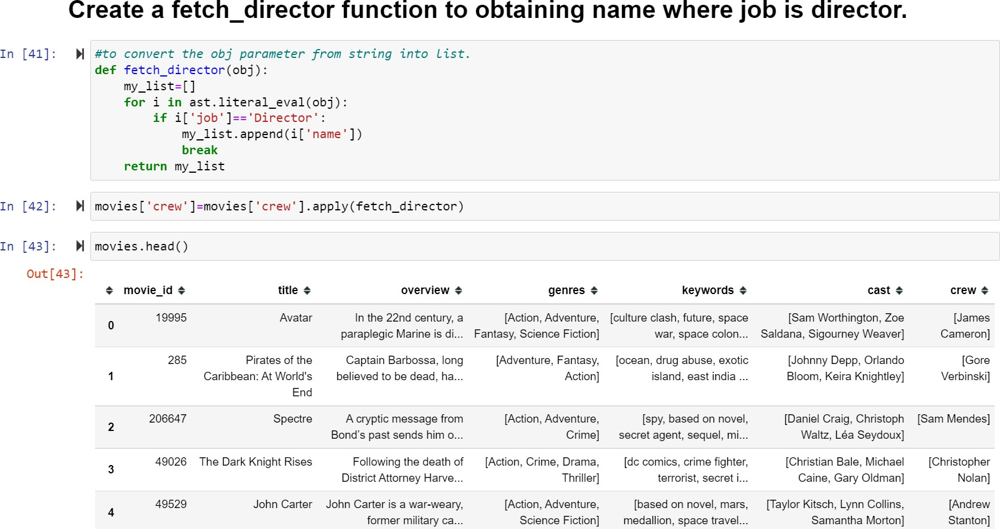 Create a fetch_director function to obtaining name where job is director.
In [41]:
#to convert the obj parameter from string into list.
def fetch_director(obj):
    my_list=[]
    for i in ast.literal_eval(obj):
        if i['job']=='Director':
            my_list.append(i['name'])
            break
    return my_list
In [42]:
movies['crew']=movies['crew'].apply(fetch_director)
In [43]:
movies.head()
Out[43]:
movie_id title overview genres keywords cast crew
19995 Avatar In the 22nd century, a [Action, Adventure, [culture clash, future, space [Sam Worthington, Zoe [James
0
paraplegic Marine is di... Fantasy, Science Fiction] war, space colon... Saldana, Sigourney Weaver] Cameron]
285 Pirates of the Captain Barbossa, long [Adventure, Fantasy, [ocean, drug abuse, exotic [Johnny Depp, Orlando [Gore
1 Caribbean: At World's believed to be dead, ha... Action] island, east india ... Bloom, Keira Knightley] Verbinski]
End
206647 Spectre A cryptic message from [Action, Adventure, [spy, based on novel, [Daniel Craig, Christoph [Sam Mendes]
2
Bond’s past sends him o... Crime] secret agent, sequel, mi... Waltz, Léa Seydoux]
49026 The Dark Knight Rises Following the death of [Action, Crime, Drama, [dc comics, crime fighter, [Christian Bale, Michael [Christopher
3
District Attorney Harve... Thriller] terrorist, secret i... Caine, Gary Oldman] Nolan]
49529 John Carter John Carter is a war-weary, [Action, Adventure, [based on novel, mars, [Taylor Kitsch, Lynn Collins, [Andrew
4
former military ca... Science Fiction] medallion, space travel... Samantha Morton] Stanton]